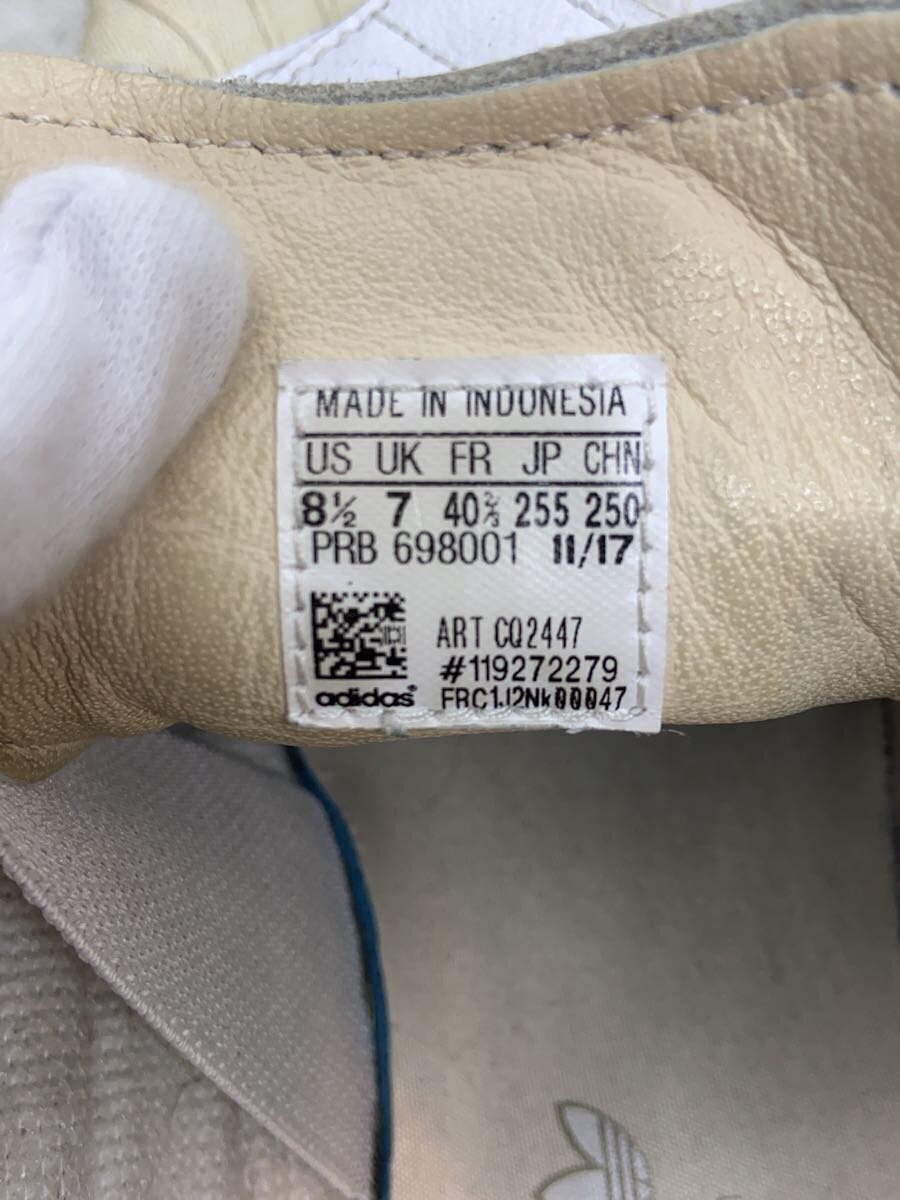 MADE IN INDONESIA
US UK FR JP CHN
8½ 7 40⅔ 255 250
PRB 698001 11/17
ART CQ2447
#119272279
adidas®